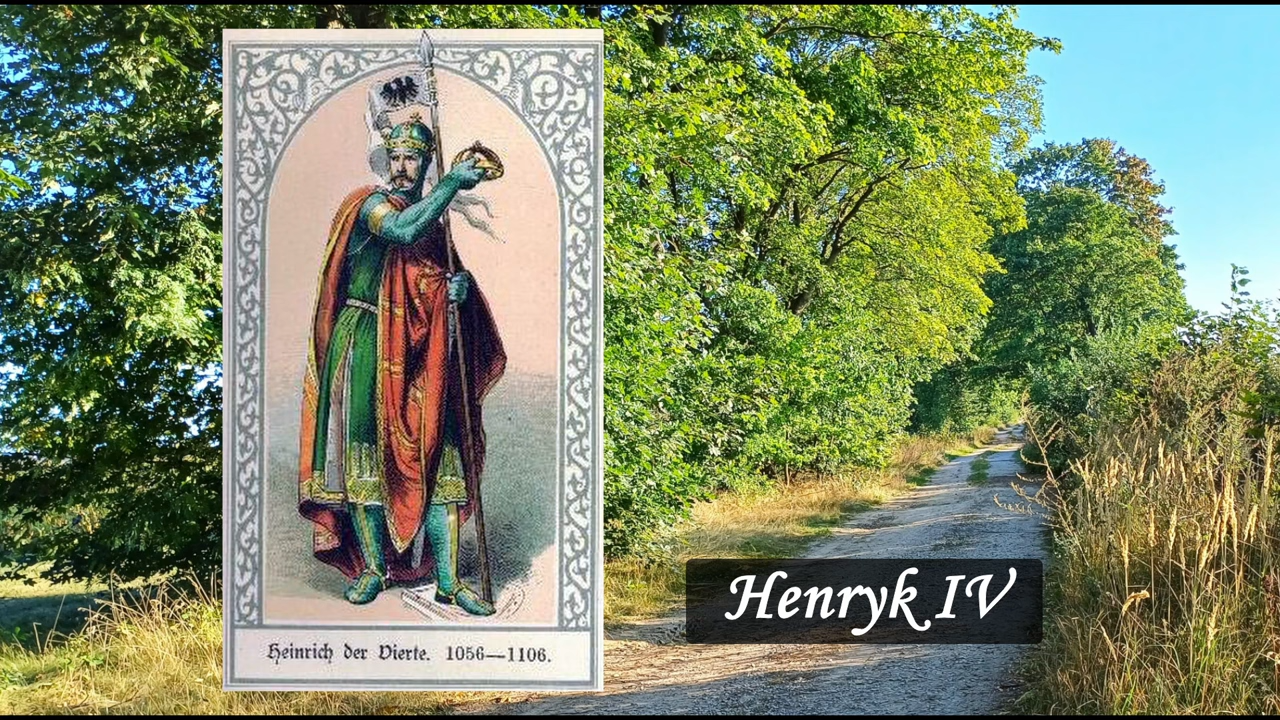 Heinrich der Vierte. 1056—1106.
Henryk IV